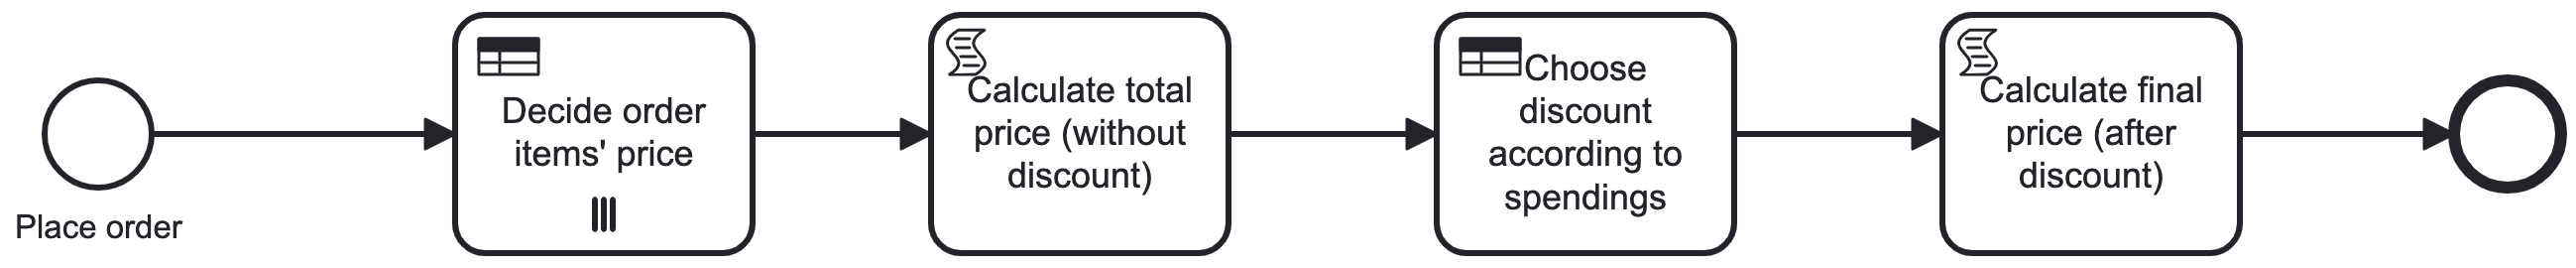 Place order
Decide order
items' price
Calculate total
price (without
discount)
Choose
discount
according to
spendings
Calculate final
price (after
discount)